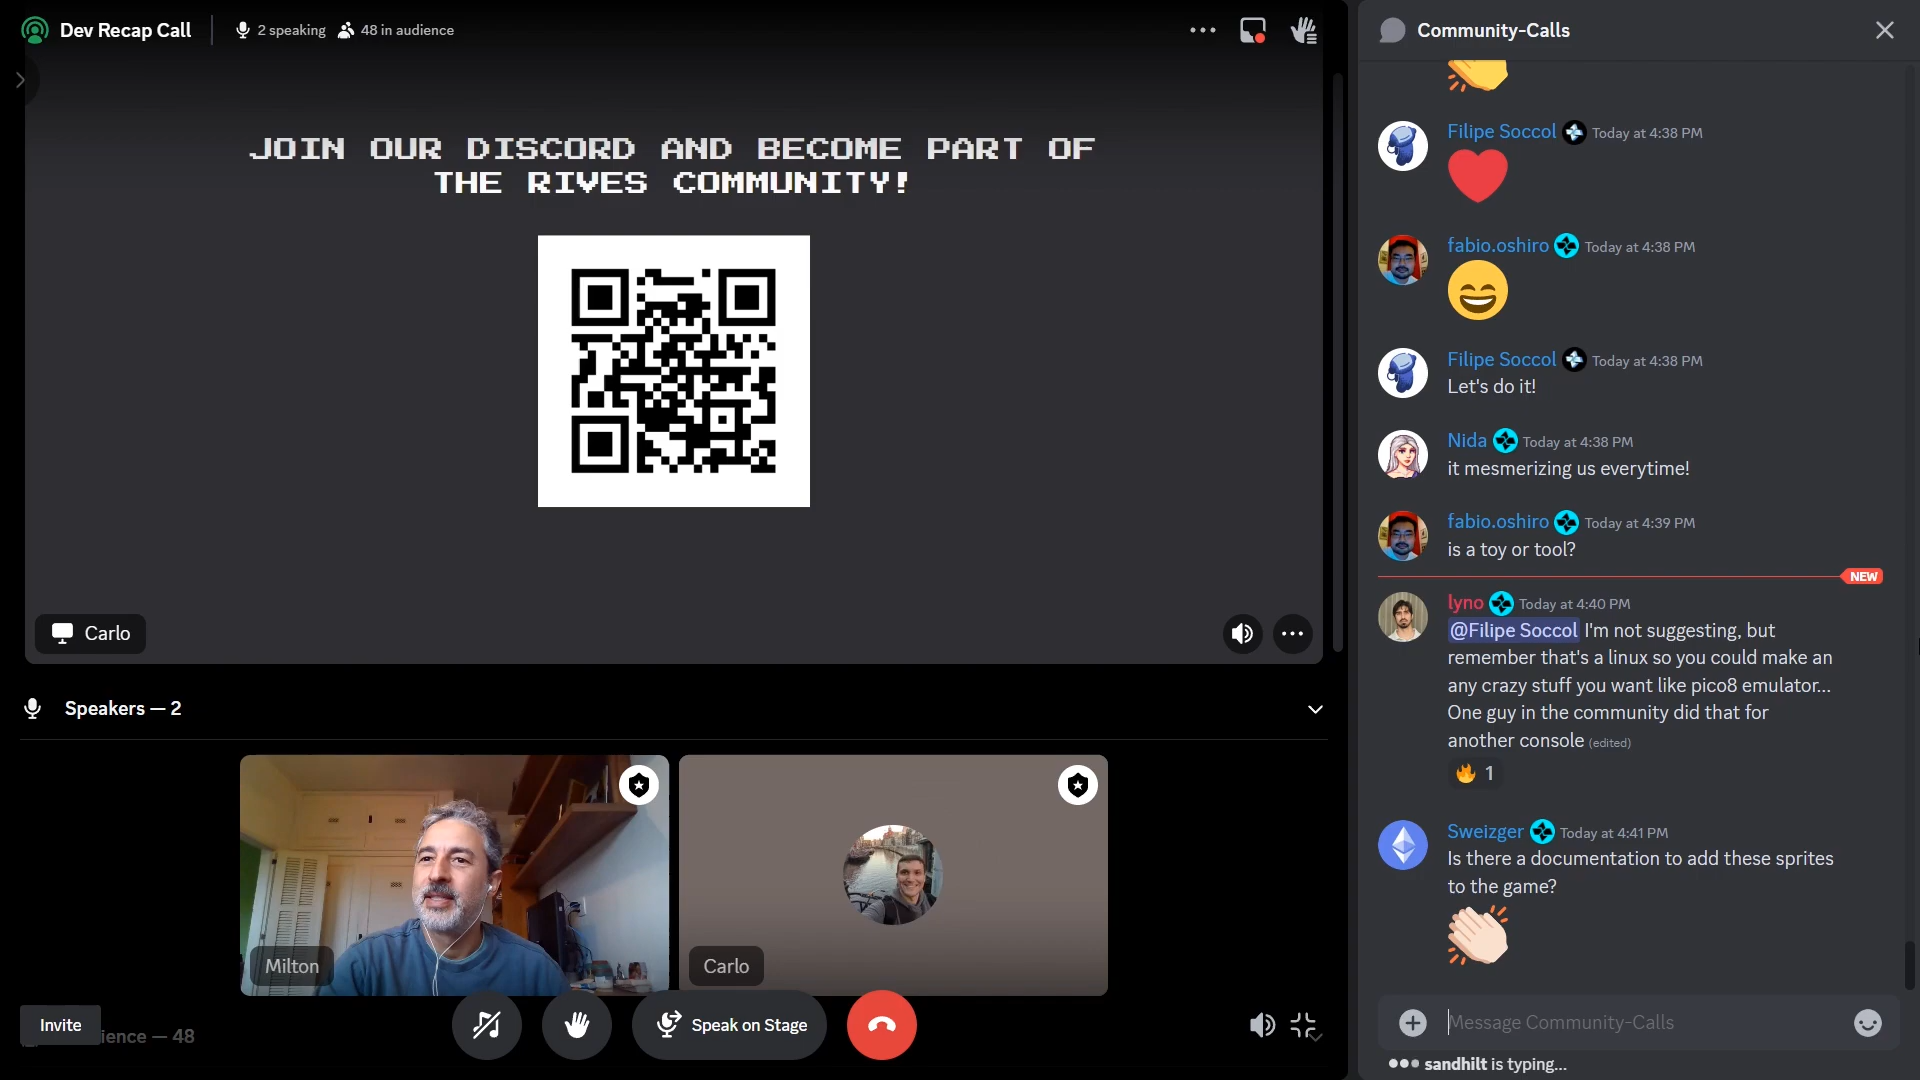 Dev Recap Call
2 speaking
48 in audience
JOIN OUR DISCORD AND BECOME PART OF
THE RIVES COMMUNITY!
Carlo
Speakers — 2
Milton
Carlo
Invite
ience — 48
Speak on Stage
Community-Calls
Filipe Soccol Today at 4:38 PM
fabio.oshiro Today at 4:38 PM
Filipe Soccol Today at 4:38 PM
Let's do it!
Nida Today at 4:38 PM
it mesmerizing us everytime!
fabio.oshiro Today at 4:39 PM
is a toy or tool?
NEW
lyno Today at 4:40 PM
@Filipe Soccol I'm not suggesting, but
remember that's a linux so you could make an
any crazy stuff you want like pico8 emulator...
One guy in the community did that for
another console (edited)
1
Sweizger Today at 4:41 PM
Is there a documentation to add these sprites
to the game?
Message Community-Calls
sandhilt is typing...